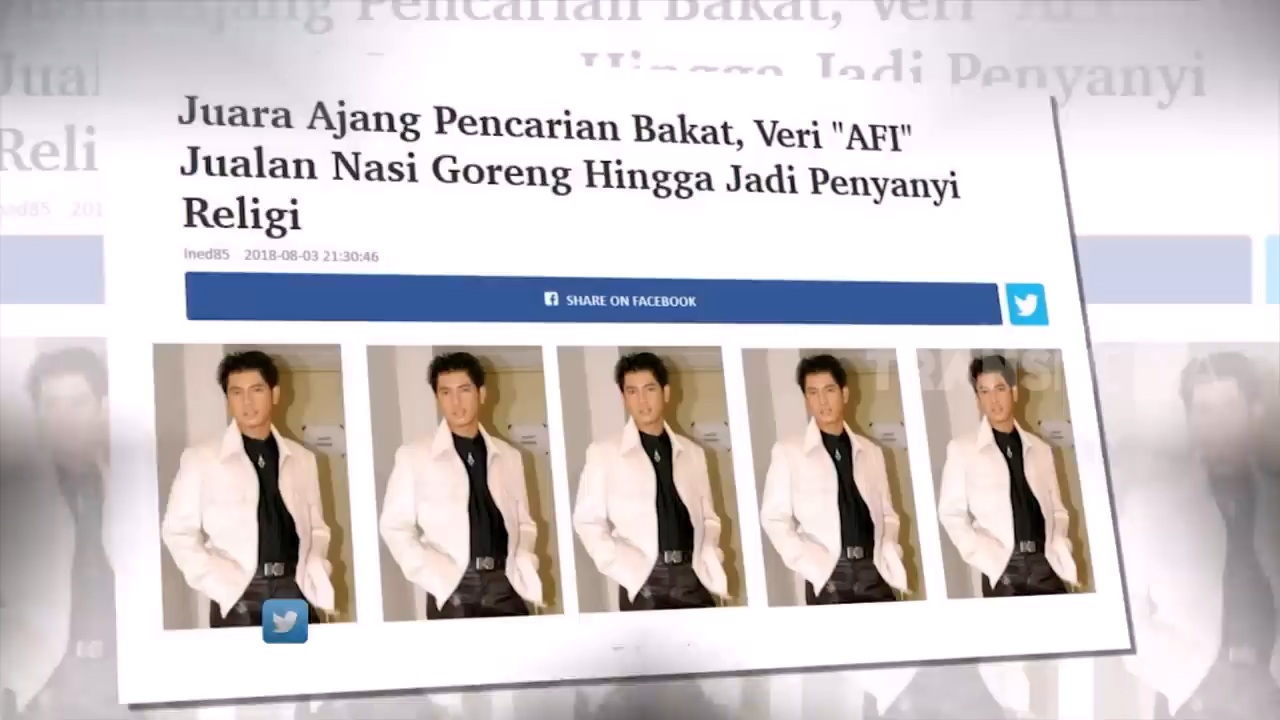 Juara Ajang Pencarian Bakat, Veri "AFI"
Jualan Nasi Goreng Hingga Jadi Penyanyi
Religi
Ined85 2018-08-03 21:30:46
SHARE ON FACEBOOK